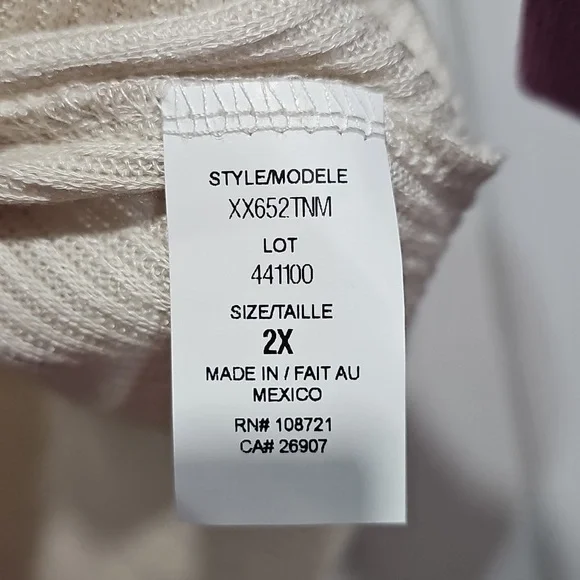 STYLE/MODELE
XX652TNM
LOT
441100
SIZE/TAILLE
2X
MADE IN / FAIT AU
MEXICO
RN# 108721
CA# 26907